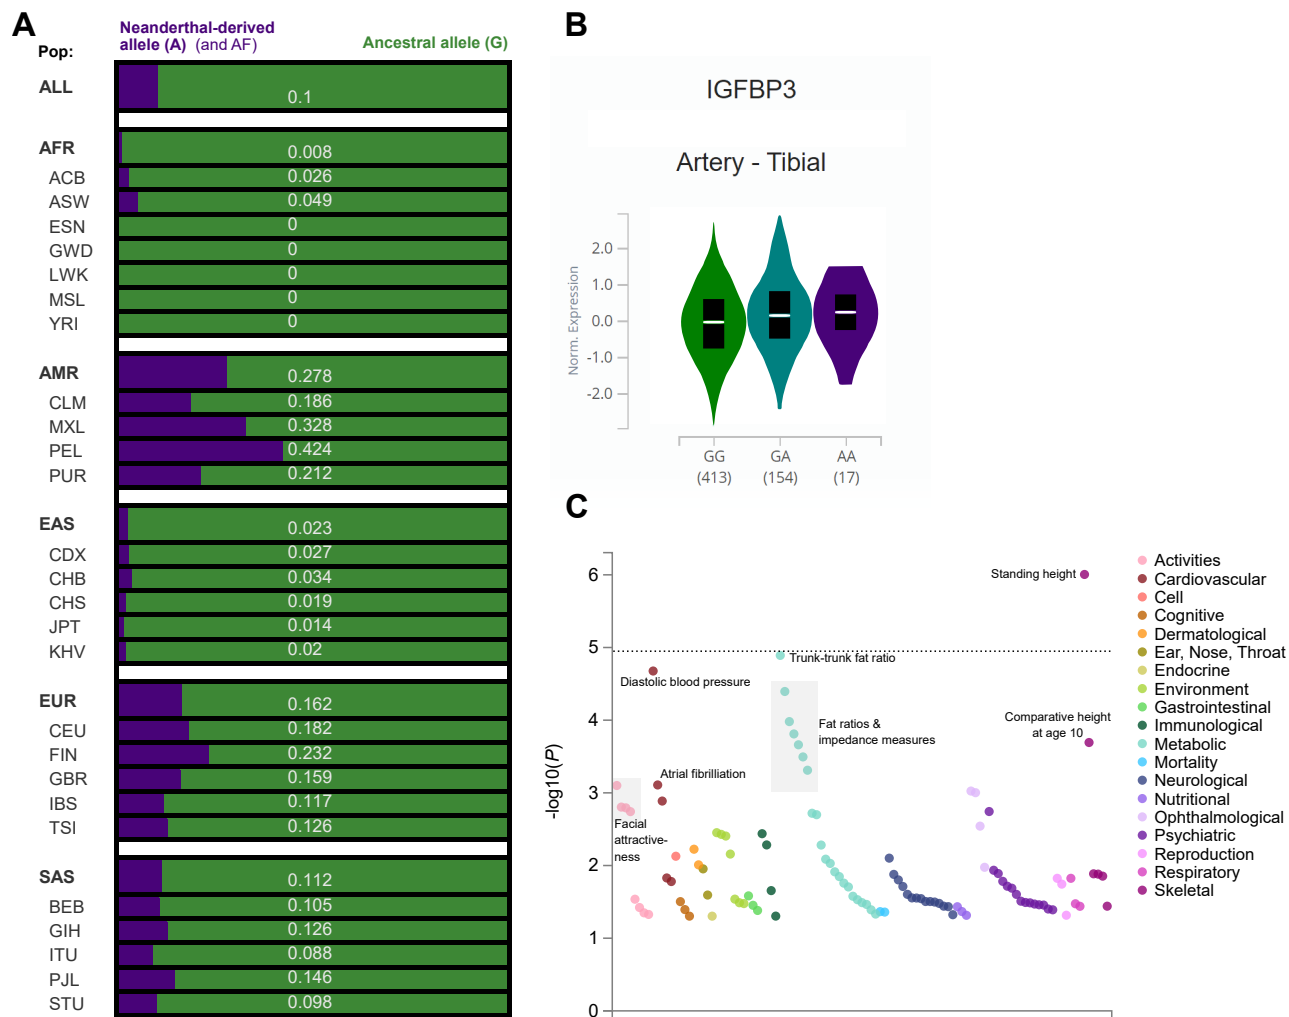 A
Neanderthal-derived
allele (A) (and AF)
Ancestral allele (G)
Pop:
ALL 0.1
AFR 0.008
ACB 0.026
ASW 0.049
ESN 0
GWD 0
LWK 0
MSL 0
YRI 0
AMR 0.278
CLM 0.186
MXL 0.328
PEL 0.424
PUR 0.212
EAS 0.023
CDX 0.027
CHB 0.034
CHS 0.019
JPT 0.014
KHV 0.02
EUR 0.162
CEU 0.182
FIN 0.232
GBR 0.159
IBS 0.117
TSI 0.126
SAS 0.112
BEB 0.105
GIH 0.126
ITU 0.088
PJL 0.146
STU 0.098
B
IGFBP3
Artery - Tibial
Norm. Expression
2.0
1.0
0.0
-1.0
-2.0
GG GA AA
(413) (154) (17)
C
-log10(P)
6
5
4
3
2
1
0
Standing height
Trunk-trunk fat ratio
Diastolic blood pressure
Fat ratios &
impedance measures
Comparative height
at age 10
Atrial fibrilliation
Facial
attractive-
ness
Activities
Cardiovascular
Cell
Cognitive
Dermatological
Ear, Nose, Throat
Endocrine
Environment
Gastrointestinal
Immunological
Metabolic
Mortality
Neurological
Nutritional
Ophthalmological
Psychiatric
Reproduction
Respiratory
Skeletal